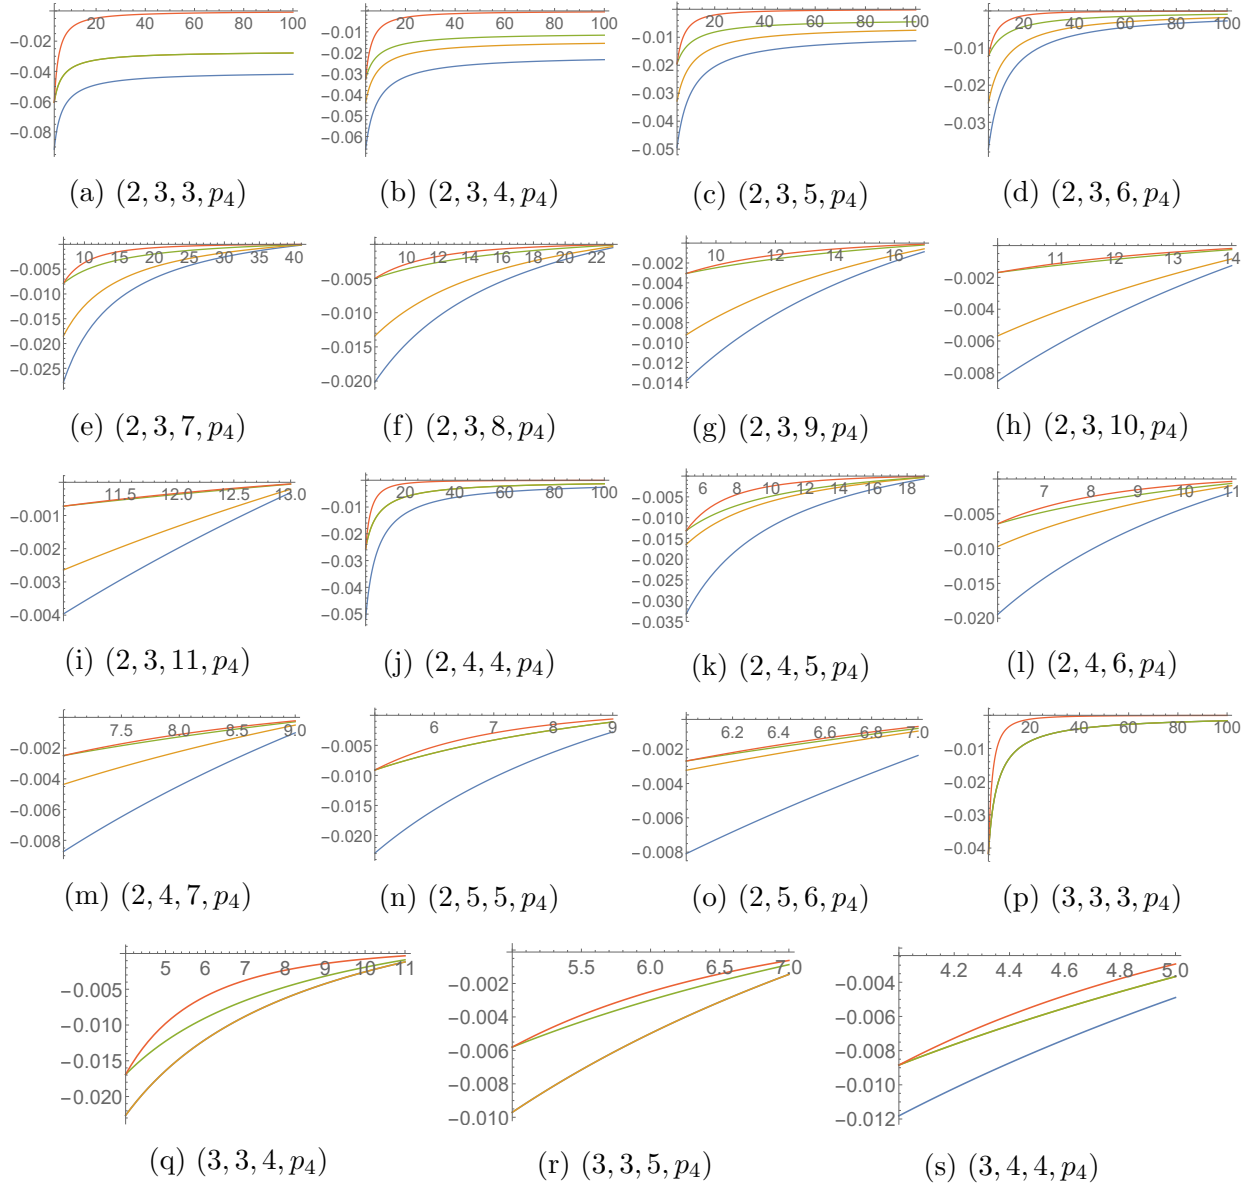 20 40 60 80 100
−0.02
−0.04
−0.06
−0.08
(a) (2, 3, 3, p₄)
20 40 60 80 100
−0.01
−0.02
−0.03
−0.04
−0.05
−0.06
(b) (2, 3, 4, p₄)
20 40 60 80 100
−0.01
−0.02
−0.03
−0.04
−0.05
(c) (2, 3, 5, p₄)
20 40 60 80 100
−0.01
−0.02
−0.03
(d) (2, 3, 6, p₄)
10 15 20 25 30 35 40
−0.005
−0.010
−0.015
−0.020
−0.025
(e) (2, 3, 7, p₄)
10 12 14 16 18 20 22
−0.005
−0.010
−0.015
−0.020
(f) (2, 3, 8, p₄)
10 12 14 16
−0.002
−0.004
−0.006
−0.008
−0.010
−0.012
−0.014
(g) (2, 3, 9, p₄)
11 12 13 14
−0.002
−0.004
−0.006
−0.008
(h) (2, 3, 10, p₄)
11.5 12.0 12.5 13.0
−0.001
−0.002
−0.003
−0.004
(i) (2, 3, 11, p₄)
20 40 60 80 100
−0.01
−0.02
−0.03
−0.04
−0.05
(j) (2, 4, 4, p₄)
6 8 10 12 14 16 18
−0.005
−0.010
−0.015
−0.020
−0.025
−0.030
−0.035
(k) (2, 4, 5, p₄)
7 8 9 10 11
−0.005
−0.010
−0.015
−0.020
(l) (2, 4, 6, p₄)
7.5 8.0 8.5 9.0
−0.002
−0.004
−0.006
−0.008
(m) (2, 4, 7, p₄)
6 7 8 9
−0.005
−0.010
−0.015
−0.020
(n) (2, 5, 5, p₄)
6.2 6.4 6.6 6.8 7.0
−0.002
−0.004
−0.006
−0.008
(o) (2, 5, 6, p₄)
20 40 60 80 100
−0.01
−0.02
−0.03
−0.04
(p) (3, 3, 3, p₄)
5 6 7 8 9 10 11
−0.005
−0.010
−0.015
−0.020
(q) (3, 3, 4, p₄)
5.5 6.0 6.5 7.0
−0.002
−0.004
−0.006
−0.008
−0.010
(r) (3, 3, 5, p₄)
4.2 4.4 4.6 4.8 5.0
−0.004
−0.006
−0.008
−0.010
−0.012
(s) (3, 4, 4, p₄)